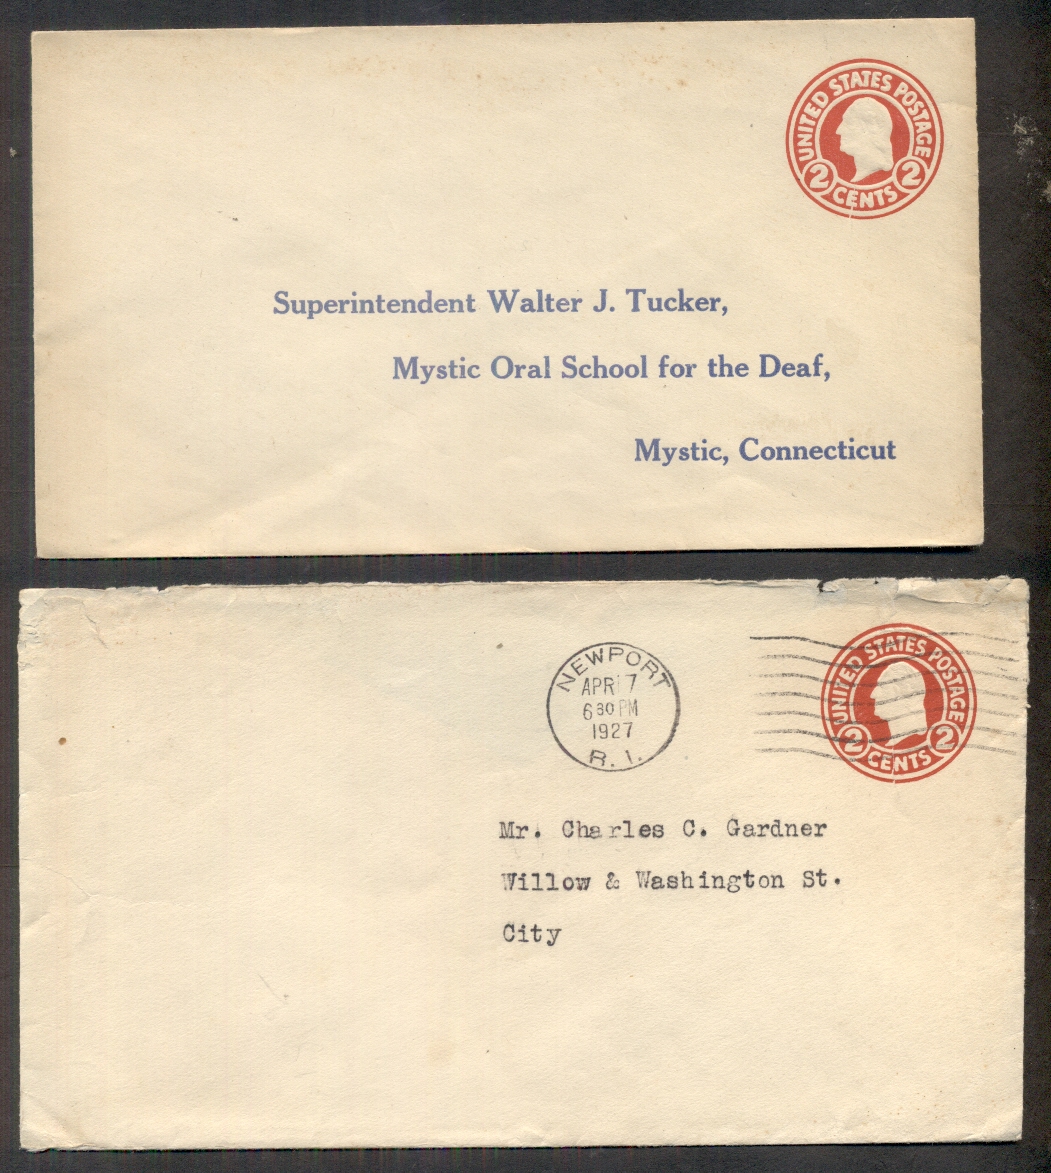 UNITED STATES POSTAGE
2 CENTS 2
Superintendent Walter J. Tucker,
Mystic Oral School for the Deaf,
Mystic, Connecticut
NEWPORT
APR 7
6 30 PM
1927
R. I.
UNITED STATES POSTAGE
2 CENTS 2
Mr. Charles C. Gardner
Willow & Washington St.
City